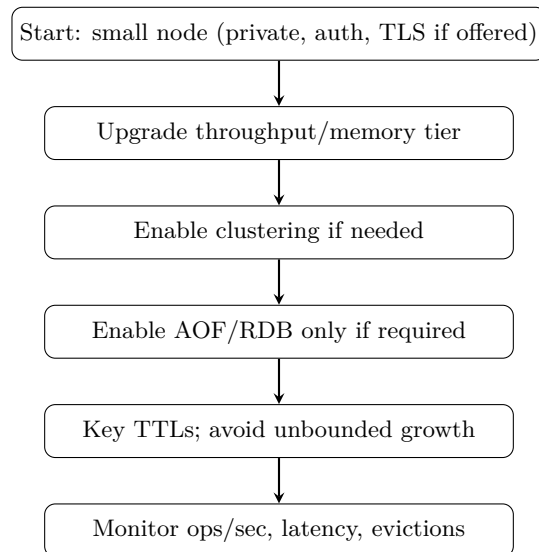 Start: small node (private, auth, TLS if offered)
Upgrade throughput/memory tier
Enable clustering if needed
Enable AOF/RDB only if required
Key TTLs; avoid unbounded growth
Monitor ops/sec, latency, evictions